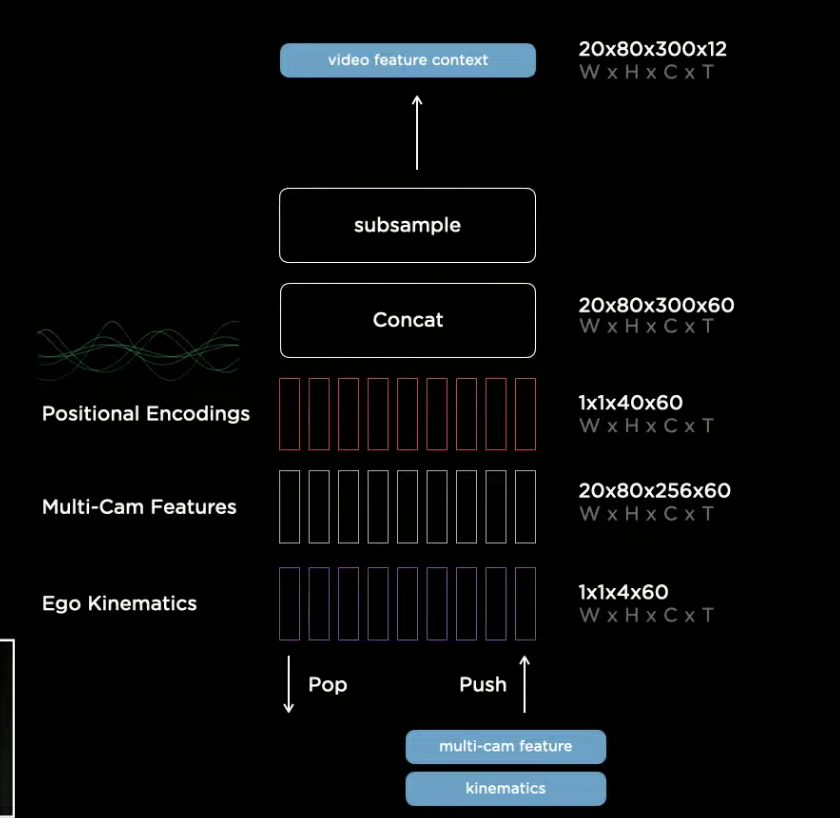 video feature context
20x80x300x12
W x H x C x T
subsample
Concat
20x80x300x60
W x H x C x T
Positional Encodings
1x1x40x60
W x H x C x T
Multi-Cam Features
20x80x256x60
W x H x C x T
Ego Kinematics
1x1x4x60
W x H x C x T
Pop
Push
multi-cam feature
kinematics